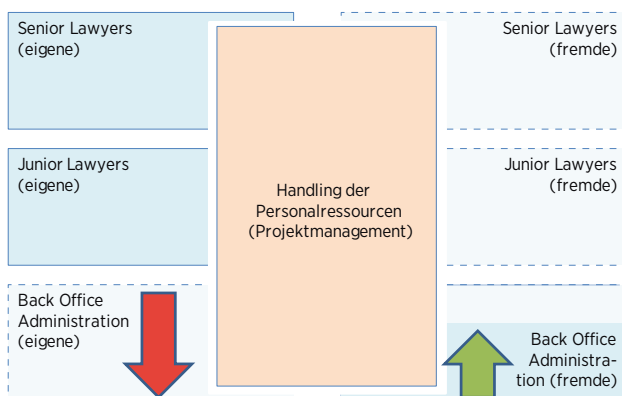 Senior Lawyers
(eigene)
Senior Lawyers
(fremde)
Junior Lawyers
(eigene)
Junior Lawyers
(fremde)
Handling der
Personalressourcen
(Projektmanagement)
Back Office
Administration
(eigene)
Back Office
Administra-
tion (fremde)